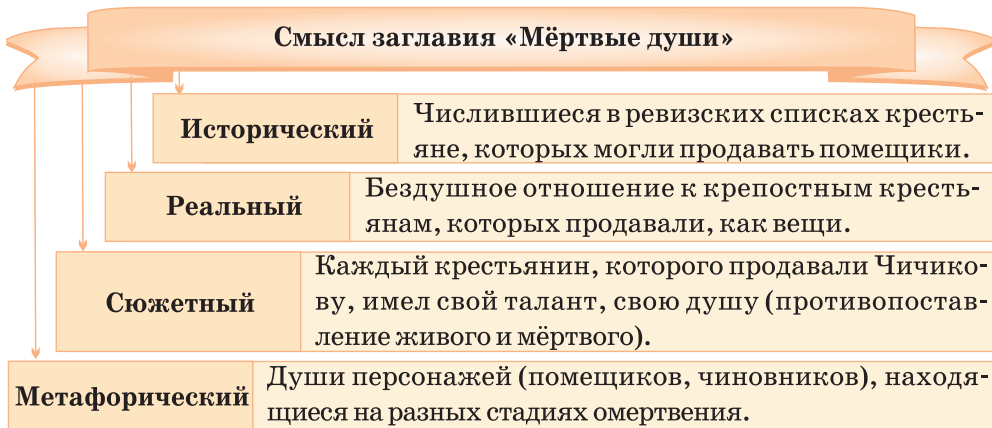 Смысл заглавия «Мёртвые души»
Исторический
Числившиеся в ревизских списках кресть-
яне, которых могли продавать помещики.
Реальный
Бездушное отношение к крепостным кресть-
янам, которых продавали, как вещи.
Сюжетный
Каждый крестьянин, которого продавали Чичико-
ву, имел свой талант, свою душу (противопостав-
ление живого и мёртвого).
Метафорический
Души персонажей (помещиков, чиновников), находя-
щиеся на разных стадиях омертвения.